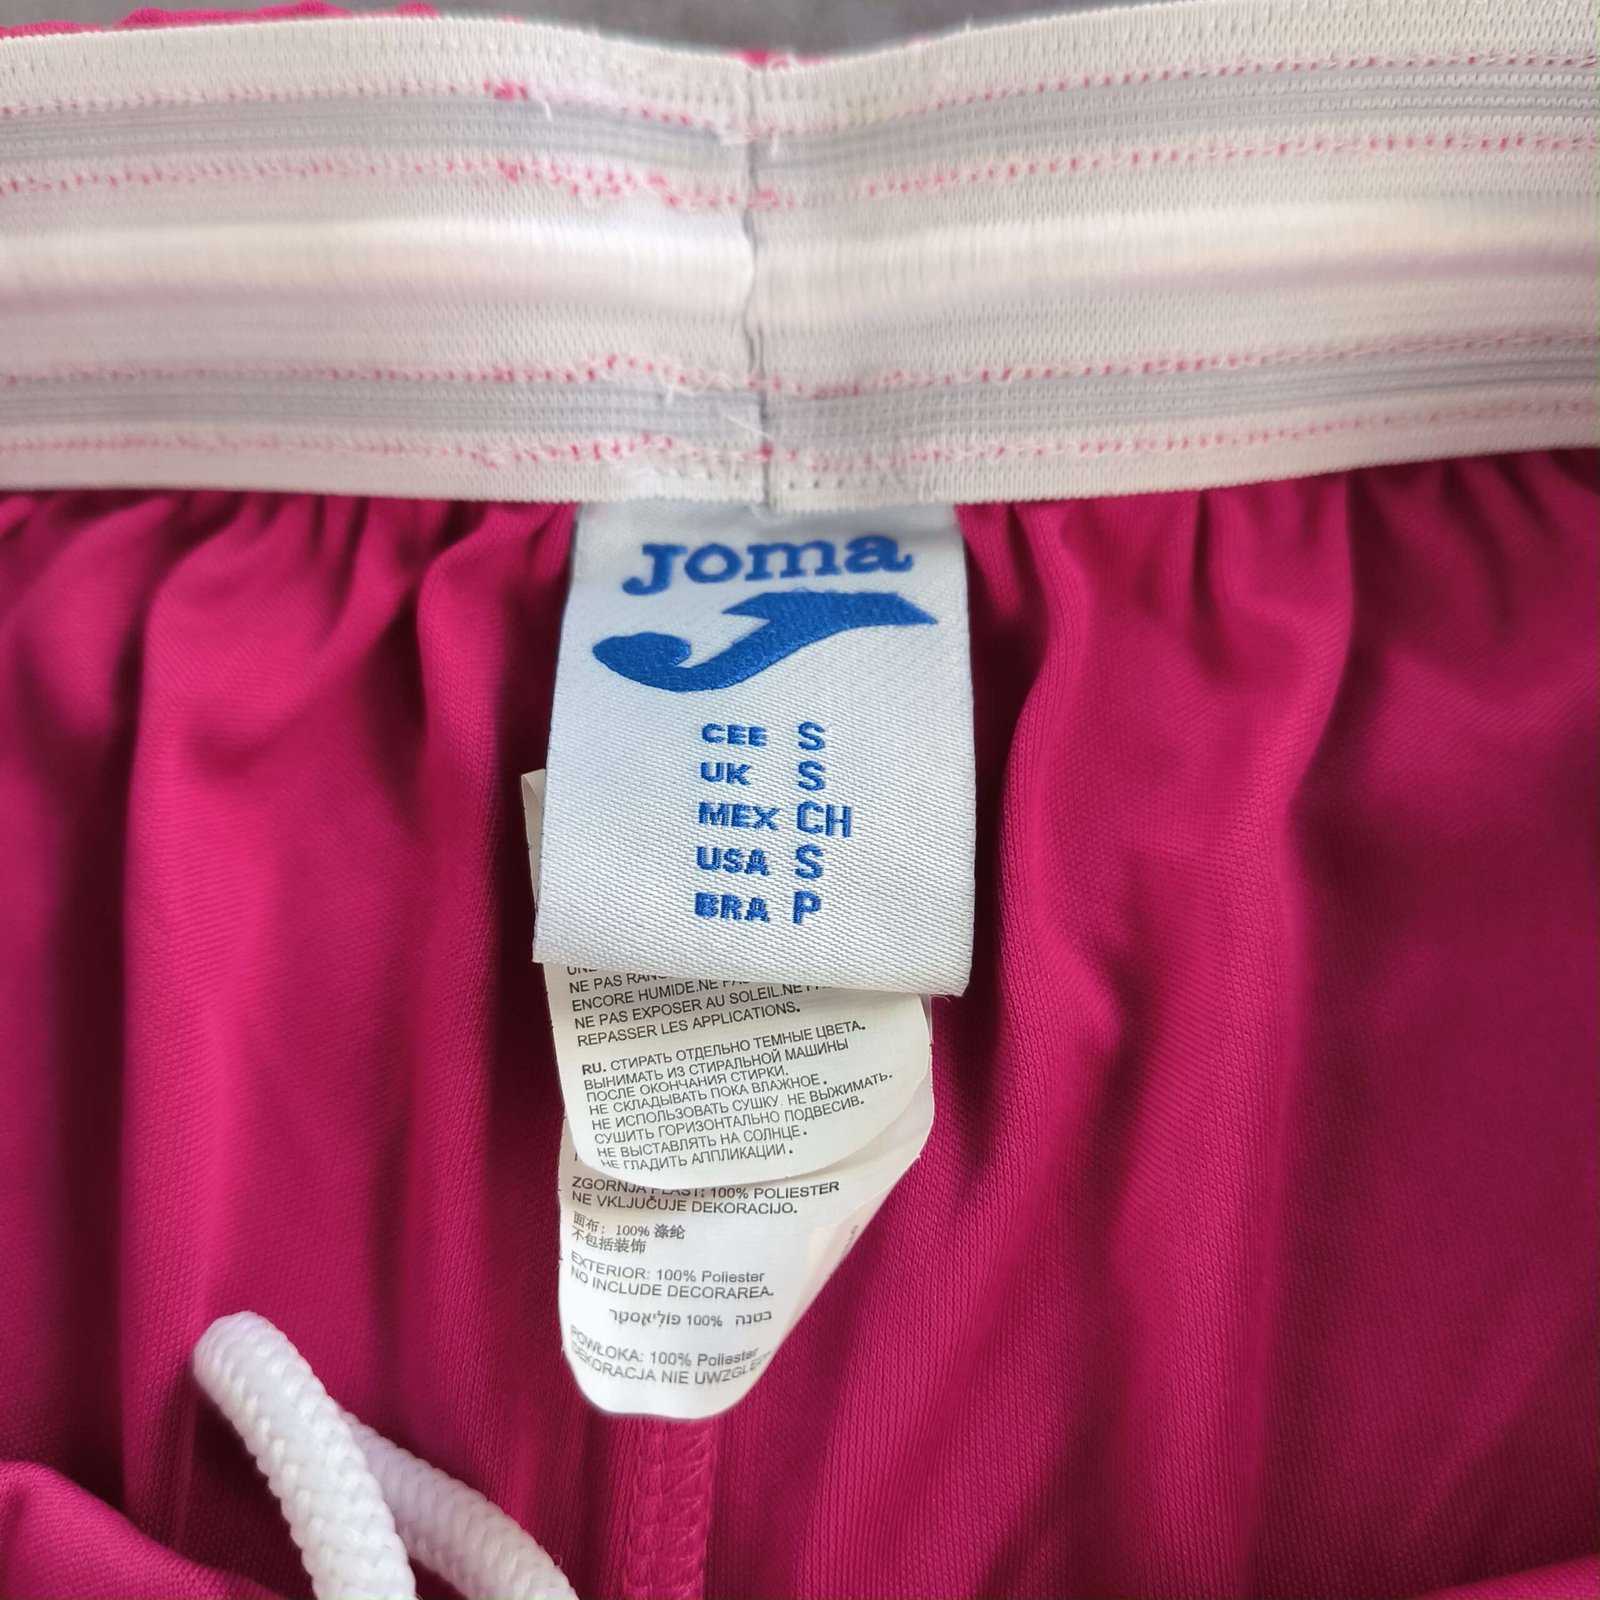 Joma
CEE S
UK S
MEX CH
USA S
BRA P
NE PAS
ENCORE HUMIDE.NE
NE PAS EXPOSER AU SOLEIL.NE
REPASSER LES APPLICATIONS.
RU. СТИРАТЬ ОТДЕЛЬНО ТЕМНЫЕ ЦВЕТА.
ВЫНИМАТЬ ИЗ СТИРАЛЬНОЙ МАШИНЫ
ПОСЛЕ ОКОНЧАНИЯ СТИРКИ.
НЕ СКЛАДЫВАТЬ ПОКА ВЛАЖНОЕ.
НЕ ИСПОЛЬЗОВАТЬ СУШКУ. НЕ ВЫЖИМАТЬ.
СУШИТЬ ГОРИЗОНТАЛЬНО ПОДВЕСИВ.
НЕ ВЫСТАВЛЯТЬ НА СОЛНЦЕ.
НЕ ГЛАДИТЬ АППЛИКАЦИИ.
ZGORNJA PLAST: 100% POLIESTER
NE VKLJUČUJE DEKORACIJO.
面布：100% 涤纶
不包括装饰
EXTERIOR: 100% Poliester
NO INCLUDE DECORAREA.
בטנה 100% פוליאסטר
POWŁOKA: 100% Poliester
DEKORACJA NIE